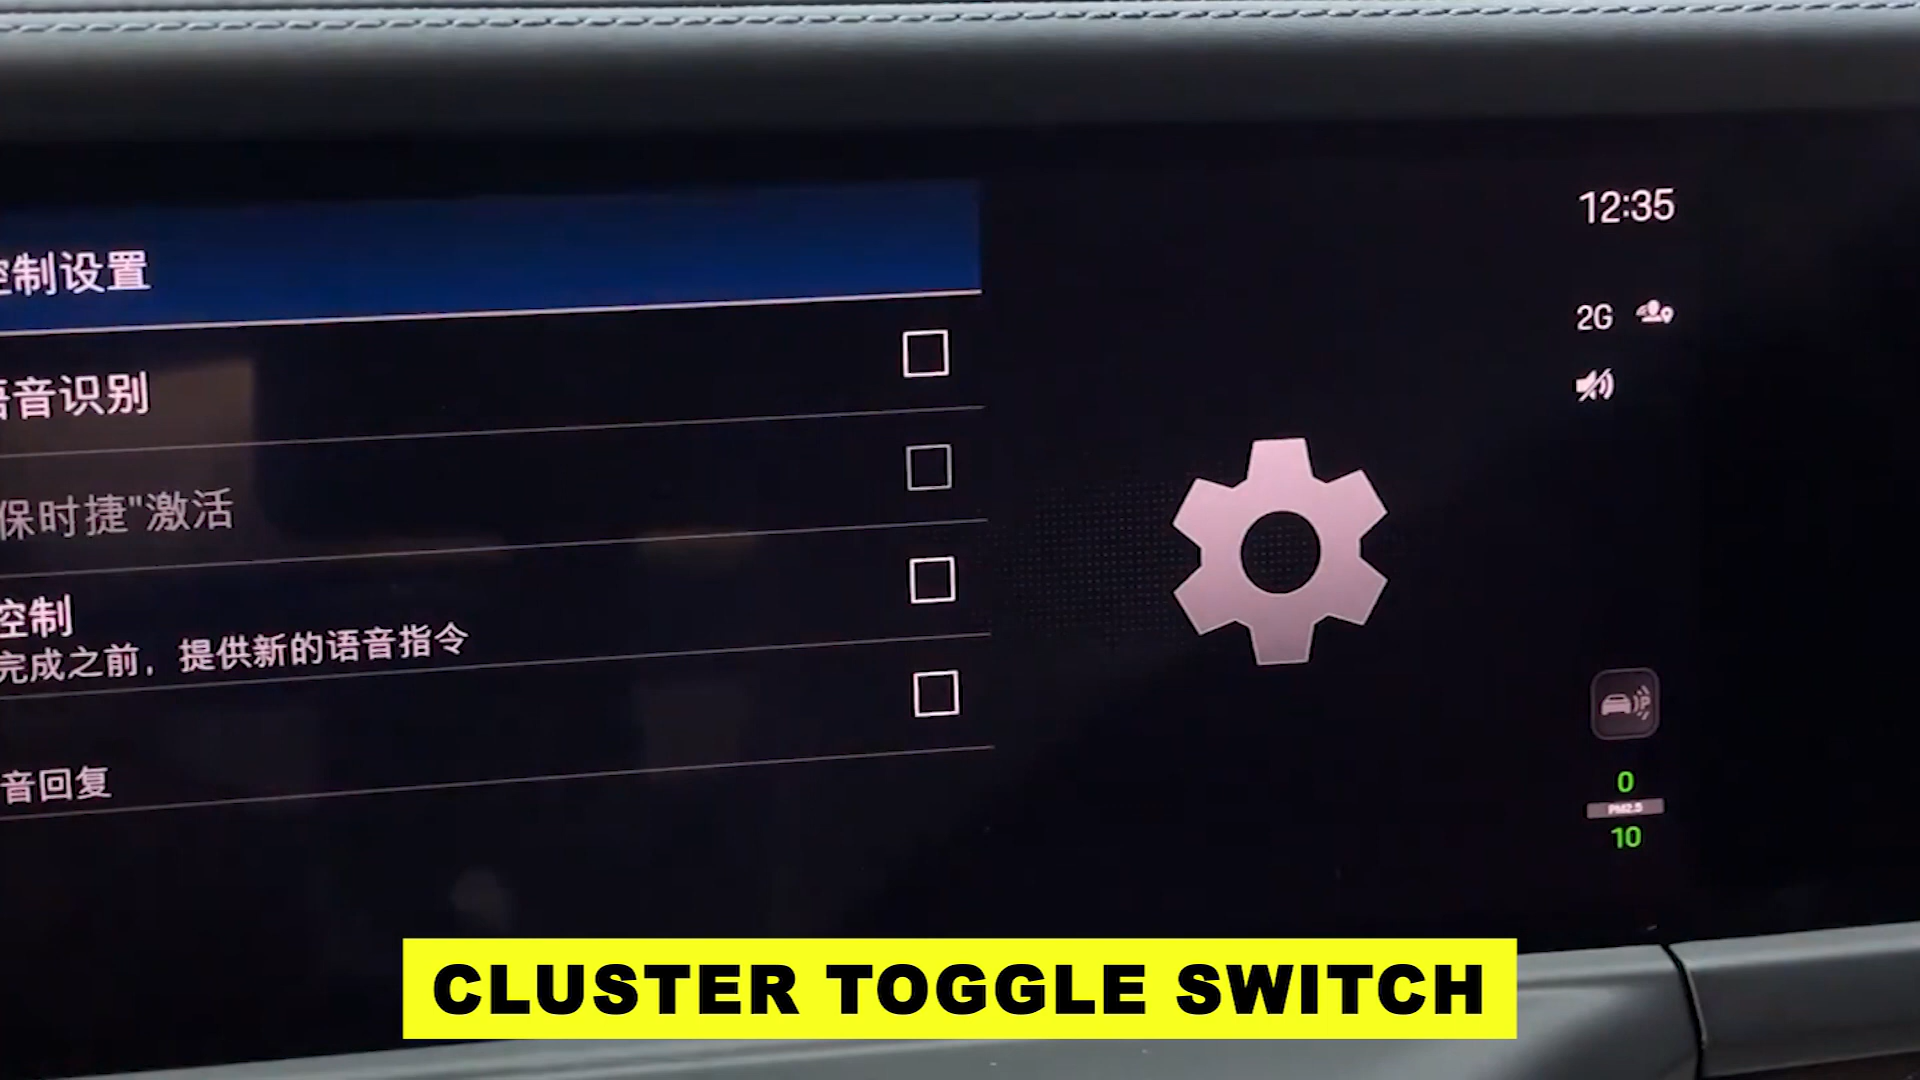 控制设置
语音识别
保时捷"激活
控制
完成之前，提供新的语音指令
音回复
12:35
2G
0
PM2.5
10
CLUSTER TOGGLE SWITCH